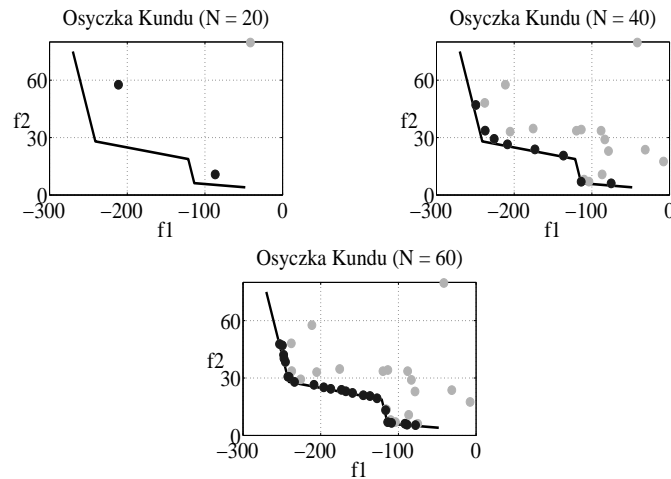 Osyczka Kundu (N = 20)
60
f2
30
0
−300
−200
−100
0
f1
Osyczka Kundu (N = 40)
60
f2
30
0
−300
−200
−100
0
f1
Osyczka Kundu (N = 60)
60
f2
30
0
−300
−200
−100
0
f1